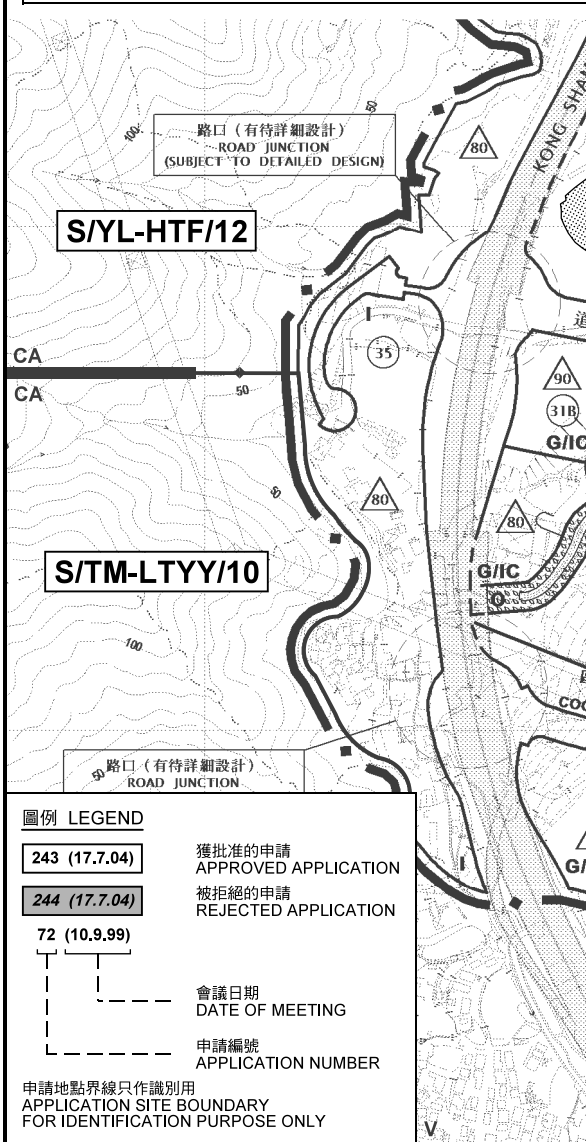 50
100
路口（有待詳細設計）
ROAD JUNCTION
(SUBJECT TO DETAILED DESIGN)
80
KONG SHA
S/YL-HTF/12
I
道
35
CA
CA
50
90
31B
G/IC
80
80
S/TM-LTYY/10
G/IC
O
100
50
路口（有待詳細設計）
ROAD JUNCTION
I
G/
圖例 LEGEND
243 (17.7.04)
獲批准的申請
APPROVED APPLICATION
244 (17.7.04)
被拒絕的申請
REJECTED APPLICATION
72 (10.9.99)
會議日期
DATE OF MEETING
申請編號
APPLICATION NUMBER
申請地點界線只作識別用
APPLICATION SITE BOUNDARY
FOR IDENTIFICATION PURPOSE ONLY
V